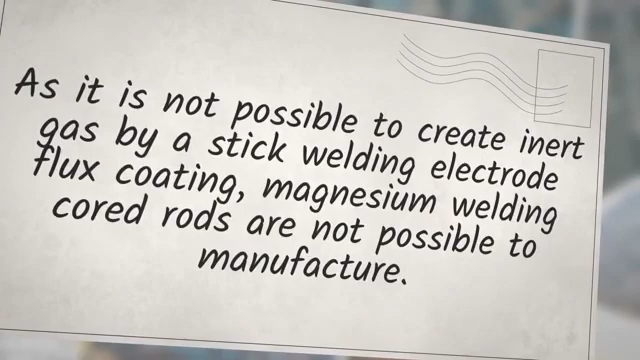 As it is not possible to create inert
gas by a stick welding electrode
flux coating, magnesium welding
cored rods are not possible to
manufacture.